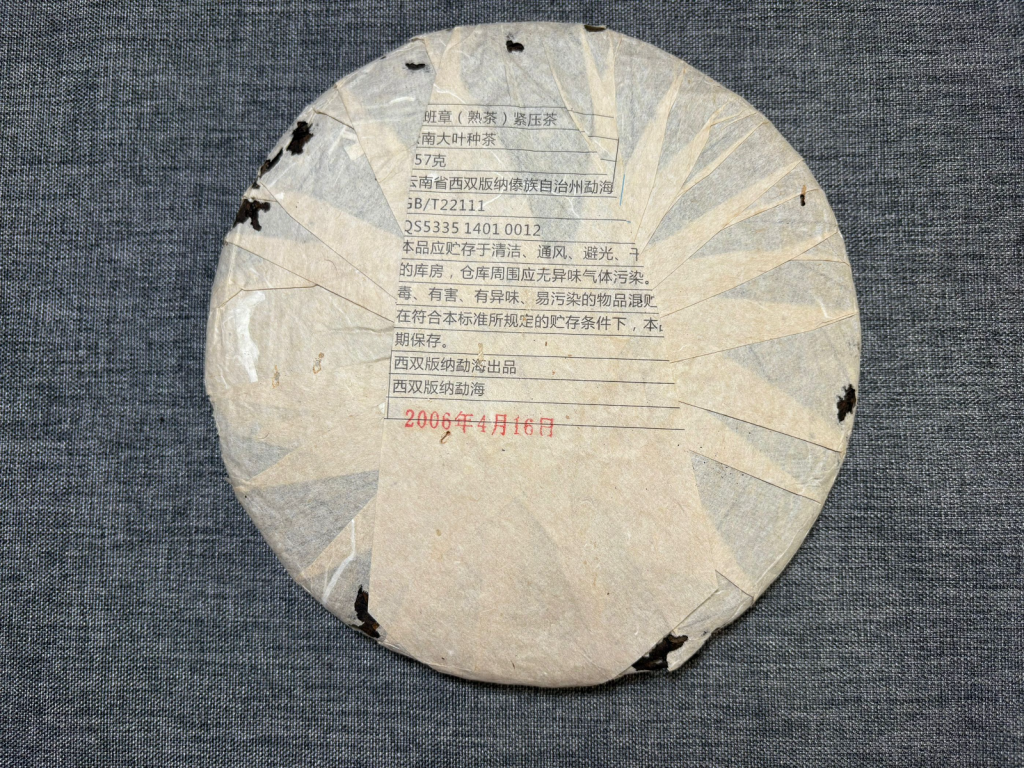 班章（熟茶）紧压茶
南大叶种茶
57克
云南省西双版纳傣族自治州勐海
GB/T22111
QS5335 1401 0012
本品应贮存于清洁、通风、避光、干
的库房，仓库周围应无异味气体污染。
毒、有害、有异味、易污染的物品混贮
在符合本标准所规定的贮存条件下，本
期保存。
西双版纳勐海出品
西双版纳勐海
2006年4月16日